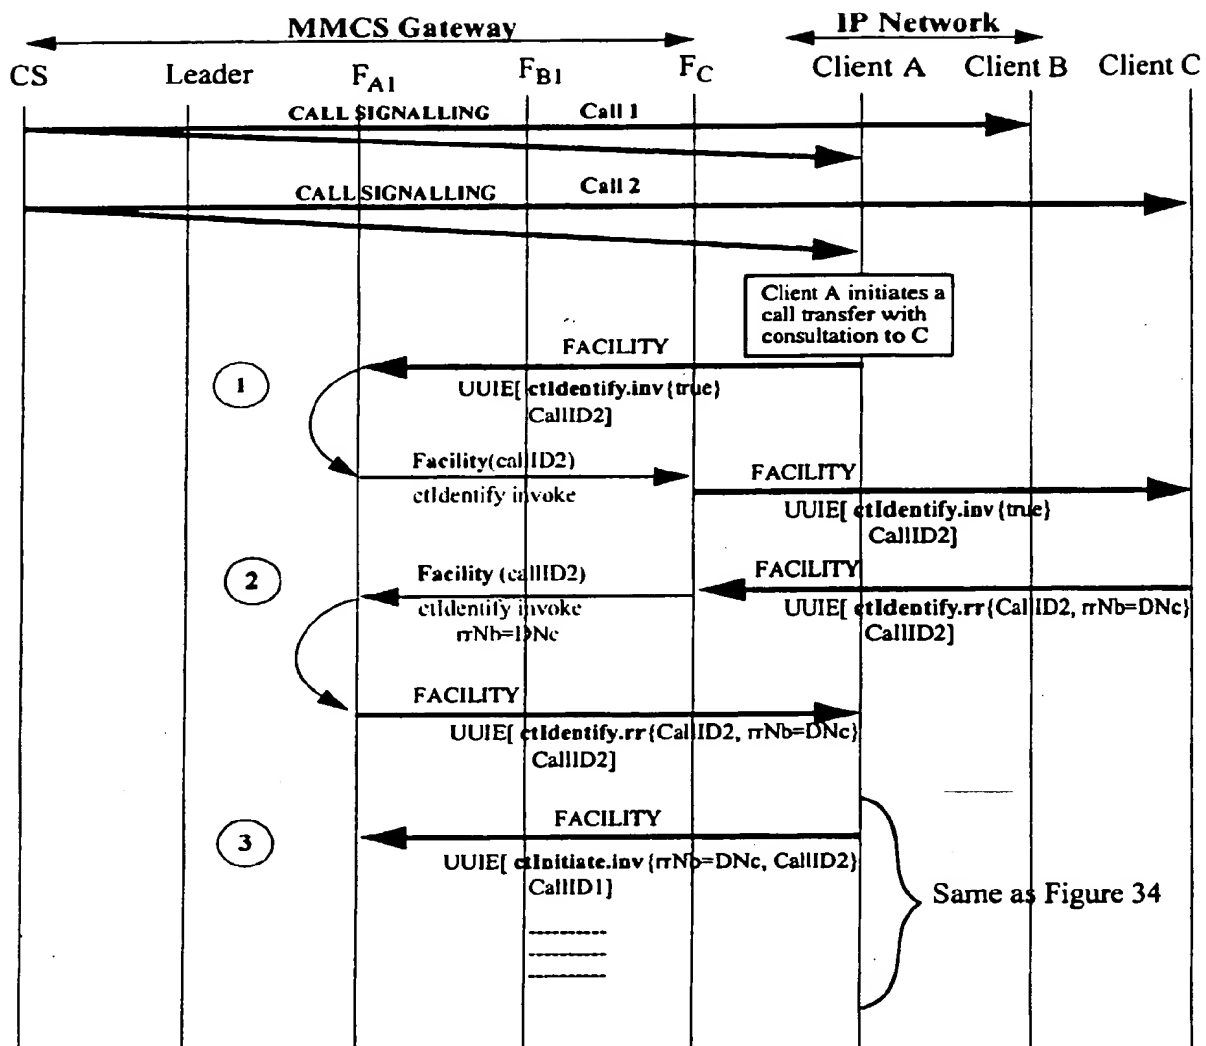 MMCS Gateway
IP Network
CS
Leader
FA1
FB1
FC
Client A
Client B
Client C
CALL SIGNALLING
Call 1
CALL SIGNALLING
Call 2
Client A initiates a
call transfer with
consultation to C
FACILITY
1
UUIE[ ctIdentify.inv{true}
CallID2]
Facility(callID2)
ctIdentify invoke
FACILITY
UUIE[ ctIdentify.inv{true}
CallID2]
2
Facility (callID2)
ctIdentify invoke
rrNb=DNc
FACILITY
UUIE[ ctIdentify.rr{CallID2, rrNb=DNc}
CallID2]
FACILITY
UUIE[ ctIdentify.rr{CallID2, rrNb=DNc}
CallID2]
3
FACILITY
UUIE[ ctInitiate.inv{rrNb=DNc, CallID2}
CallID1]
Same as Figure 34